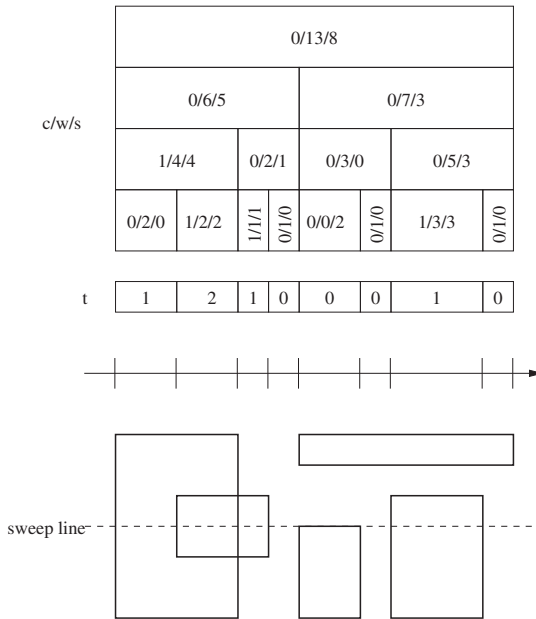 0/13/8
0/6/5 0/7/3
c/w/s
1/4/4 0/2/1 0/3/0 0/5/3
0/2/0 1/2/2 1/1/1 0/1/0 0/0/2 0/1/0 1/3/3 0/1/0
t 1 2 1 0 0 0 1 0
sweep line